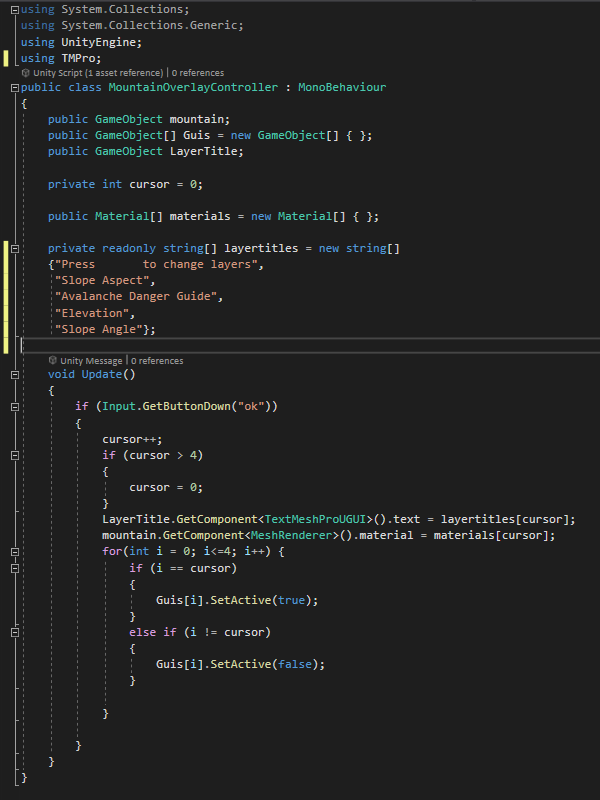 using System.Collections;
using System.Collections.Generic;
using UnityEngine;
using TMPro;
Unity Script (1 asset reference) | 0 references
public class MountainOverlayController : MonoBehaviour
{
    public GameObject mountain;
    public GameObject[] Guis = new GameObject[] { };
    public GameObject LayerTitle;
    private int cursor = 0;
    public Material[] materials = new Material[] { };
    private readonly string[] layertitles = new string[]
    {"Press       to change layers",
     "Slope Aspect",
     "Avalanche Danger Guide",
     "Elevation",
     "Slope Angle"};
    Unity Message | 0 references
    void Update()
    {
        if (Input.GetButtonDown("ok"))
        {
            cursor++;
            if (cursor > 4)
            {
                cursor = 0;
            }
            LayerTitle.GetComponent<TextMeshProUGUI>().text = layertitles[cursor];
            mountain.GetComponent<MeshRenderer>().material = materials[cursor];
            for(int i = 0; i<=4; i++) {
                if (i == cursor)
                {
                    Guis[i].SetActive(true);
                }
                else if (i != cursor)
                {
                    Guis[i].SetActive(false);
                }
            }
        }
    }
}